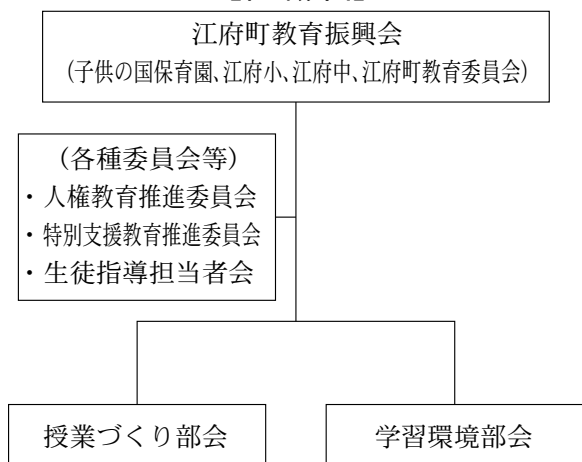 江府町教育振興会
(子供の国保育園、江府小、江府中、江府町教育委員会)
(各種委員会等)
・人権教育推進委員会
・特別支援教育推進委員会
・生徒指導担当者会
授業づくり部会
学習環境部会